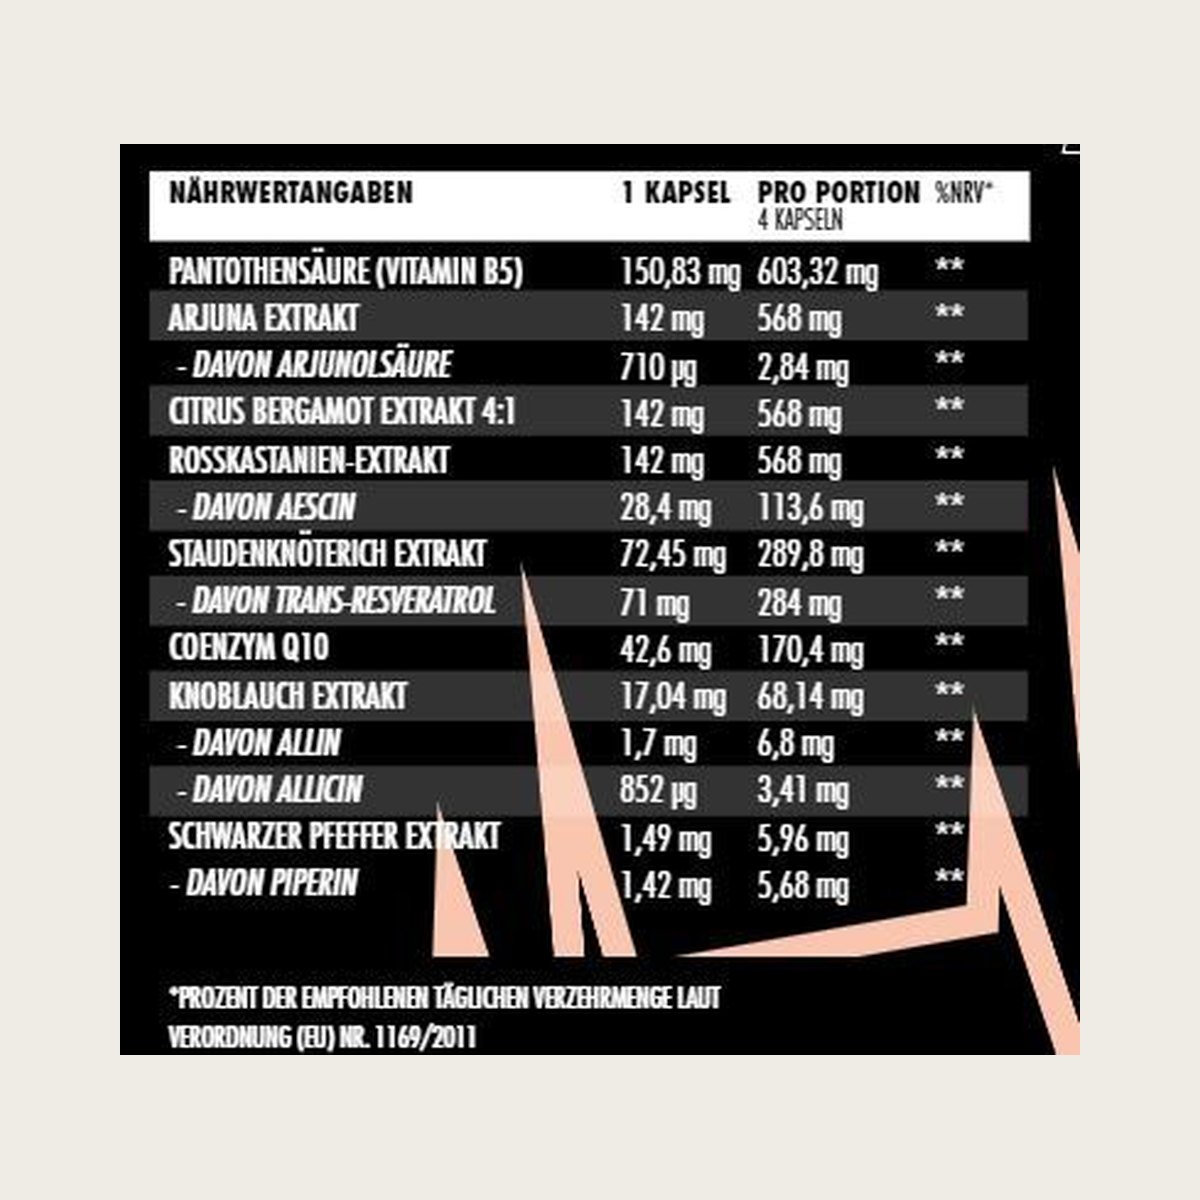 NÄHRWERTANGABEN 1 KAPSEL PRO PORTION %NRV*
4 KAPSELN
PANTOTHENSÄURE (VITAMIN B5) 150,83 mg 603,32 mg **
ARJUNA EXTRAKT 142 mg 568 mg **
- DAVON ARJUNOLSÄURE 710 µg 2,84 mg **
CITRUS BERGAMOT EXTRAKT 4:1 142 mg 568 mg **
ROSSKASTANIEN-EXTRAKT 142 mg 568 mg **
- DAVON AESCIN 28,4 mg 113,6 mg **
STAUDENKNÖTERICH EXTRAKT 72,45 mg 289,8 mg **
- DAVON TRANS-RESVERATROL 71 mg 284 mg **
COENZYM Q10 42,6 mg 170,4 mg **
KNOBLAUCH EXTRAKT 17,04 mg 68,14 mg **
- DAVON ALLIN 1,7 mg 6,8 mg **
- DAVON ALLICIN 852 µg 3,41 mg **
SCHWARZER PFEFFER EXTRAKT 1,49 mg 5,96 mg **
- DAVON PIPERIN 1,42 mg 5,68 mg **
*PROZENT DER EMPFOHLENEN TÄGLICHEN VERZEHRMENGE LAUT
VERORDNUNG (EU) NR. 1169/2011